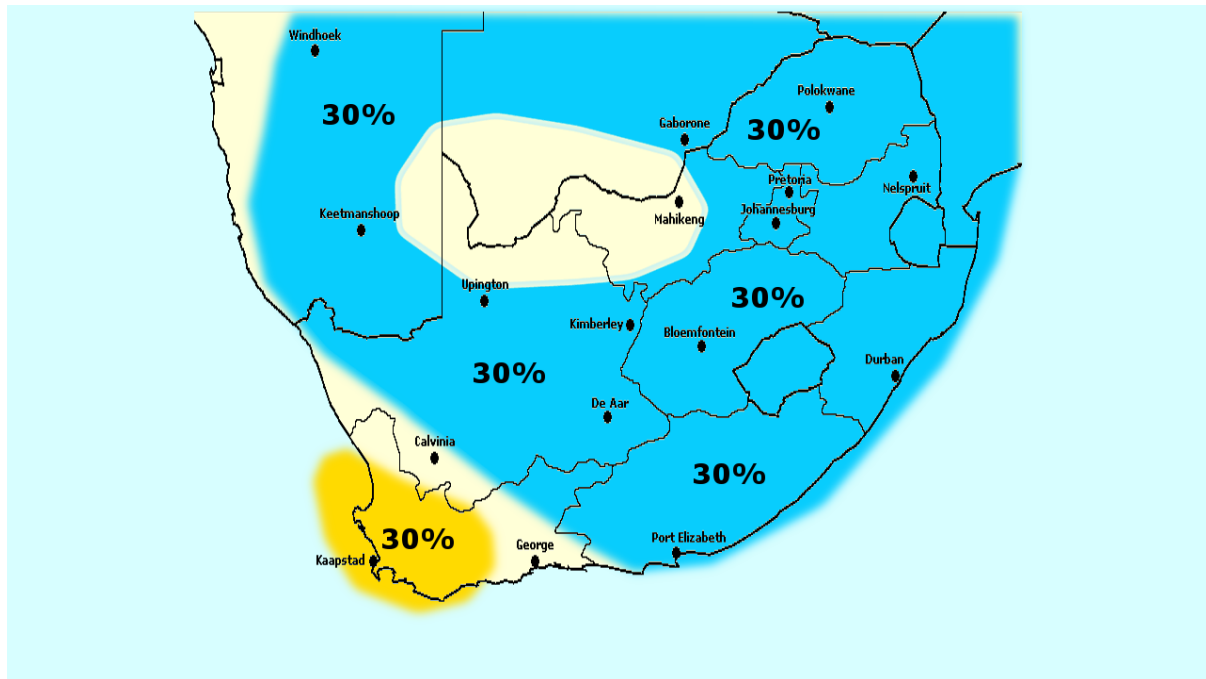 Windhoek
Polokwane
30%
Gaborone
30%
Pretoria
Nelspruit
Keetmanshoop
Mahikeng
Johannesburg
Upington
30%
Kimberley
Bloemfontein
Durban
30%
De Aar
Calvinia
30%
30%
Port Elizabeth
George
Kaapstad